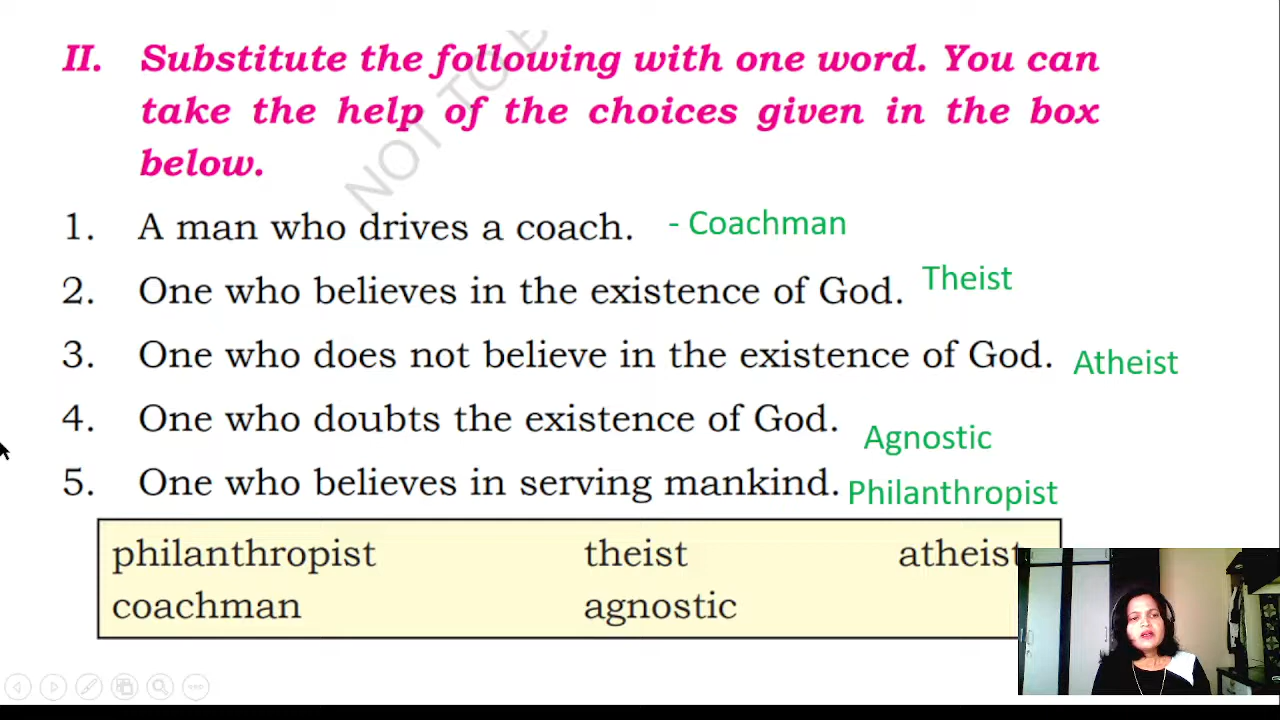 NOT TO B
II. Substitute the following with one word. You can
take the help of the choices given in the box
below.
1. A man who drives a coach. - Coachman
2. One who believes in the existence of God. Theist
3. One who does not believe in the existence of God. Atheist
4. One who doubts the existence of God. Agnostic
5. One who believes in serving mankind. Philanthropist
philanthropist theist atheist
coachman agnostic